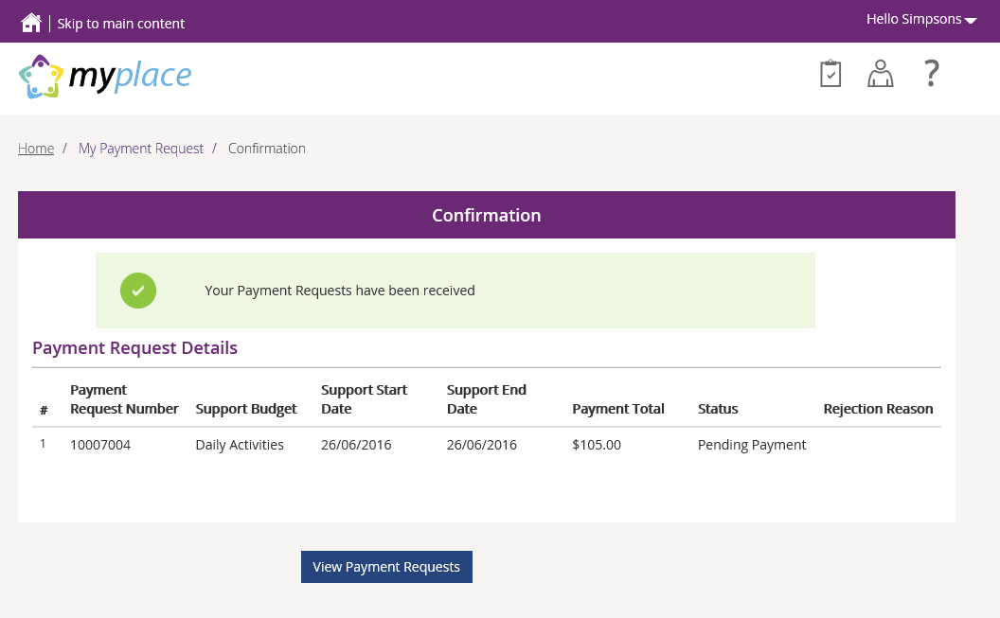 Skip to main content
Hello Simpsons
myplace
?
Home / My Payment Request / Confirmation
Confirmation
Your Payment Requests have been received
Payment Request Details
# Payment Request Number Support Budget Support Start Date Support End Date Payment Total Status Rejection Reason
1 10007004 Daily Activities 26/06/2016 26/06/2016 $105.00 Pending Payment
View Payment Requests